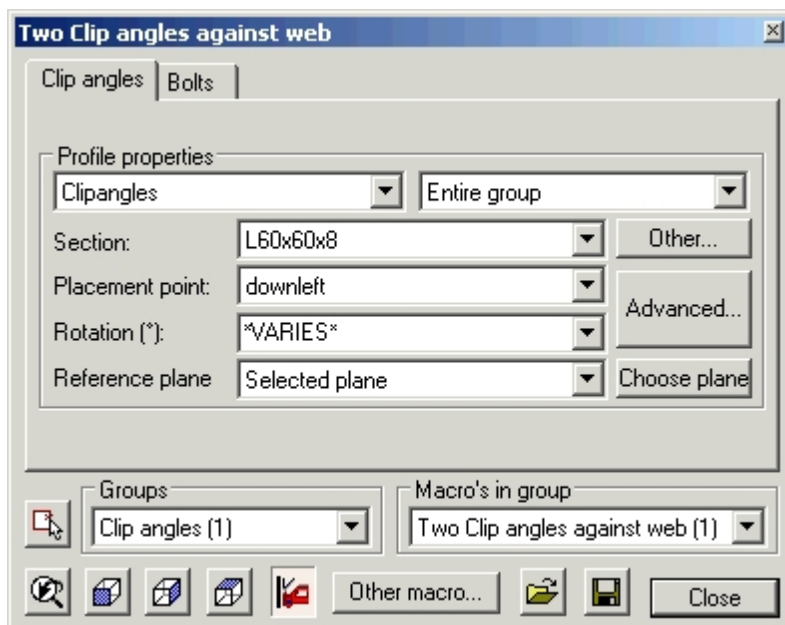 Two Clip angles against web
Clip angles Bolts
Profile properties
Clipangles Entire group
Section: L60x60x8 Other...
Placement point: downleft
Advanced...
Rotation (°): *VARIES*
Reference plane Selected plane Choose plane
Groups Macro's in group
Clip angles (1) Two Clip angles against web (1)
Other macro... Close